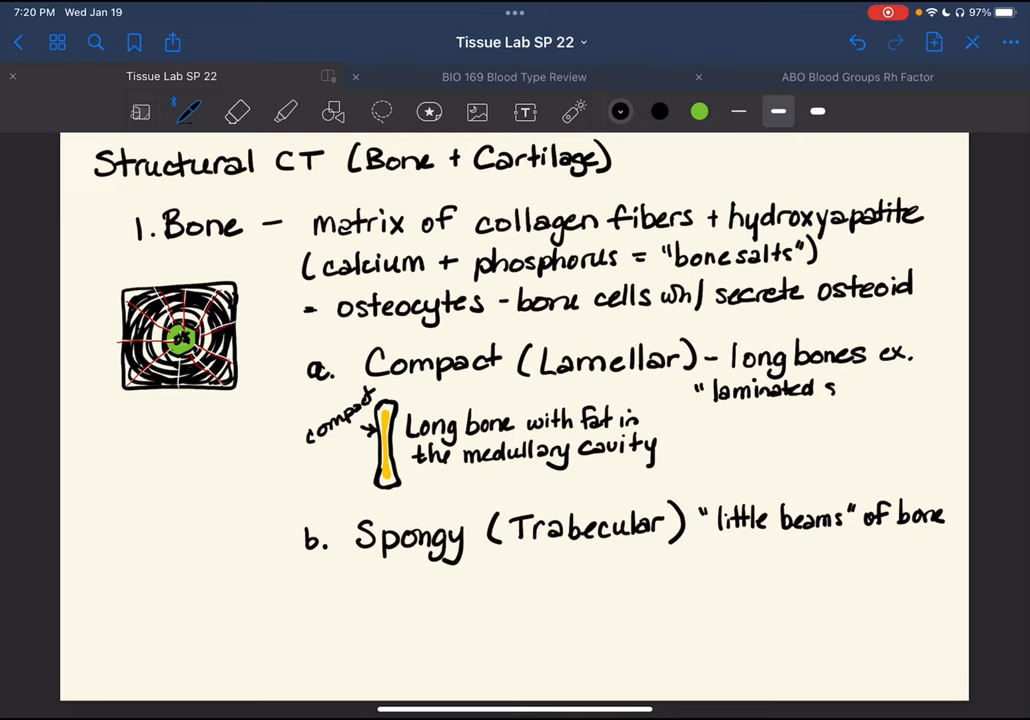 7:20 PM Wed Jan 19
97%
Tissue Lab SP 22
Tissue Lab SP 22
BIO 169 Blood Type Review
ABO Blood Groups Rh Factor
Structural CT (Bone + Cartilage)
1. Bone - matrix of collagen fibers + hydroxyapatite
(calcium + phosphorus = "bone salts")
= osteocytes - bone cells wh/ secrete osteoid
a. Compact (Lamellar) - long bones ex.
"laminated s
compact
Long bone with fat in
the medullary cavity
b. Spongy (Trabecular) "little beams" of bone